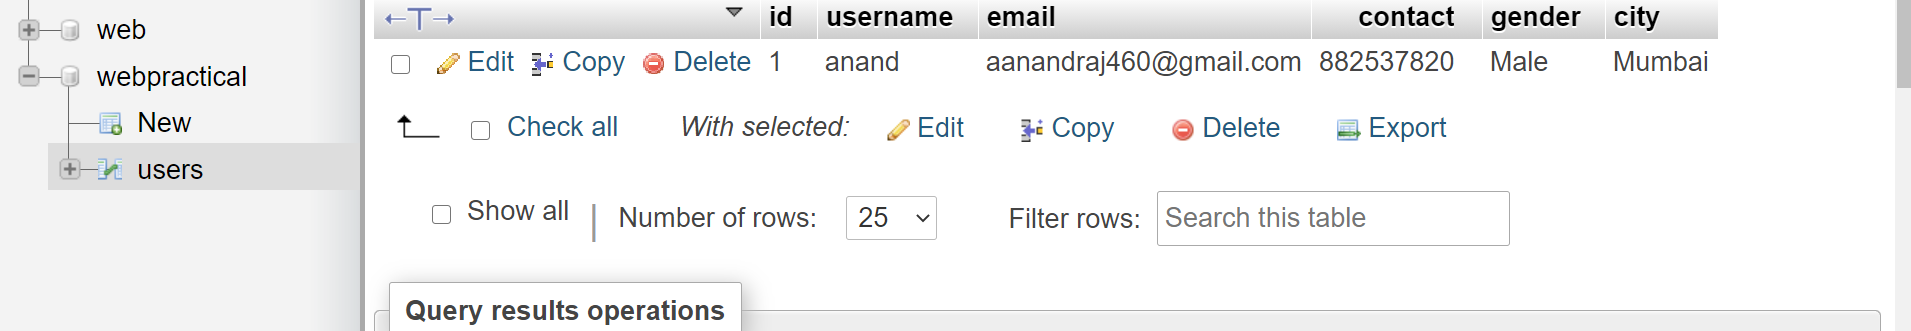 web
webpractical
New
users
id username email contact gender city
Edit Copy Delete 1 anand aanandraj460@gmail.com 882537820 Male Mumbai
Check all With selected: Edit Copy Delete Export
Show all Number of rows: 25 Filter rows: Search this table
Query results operations